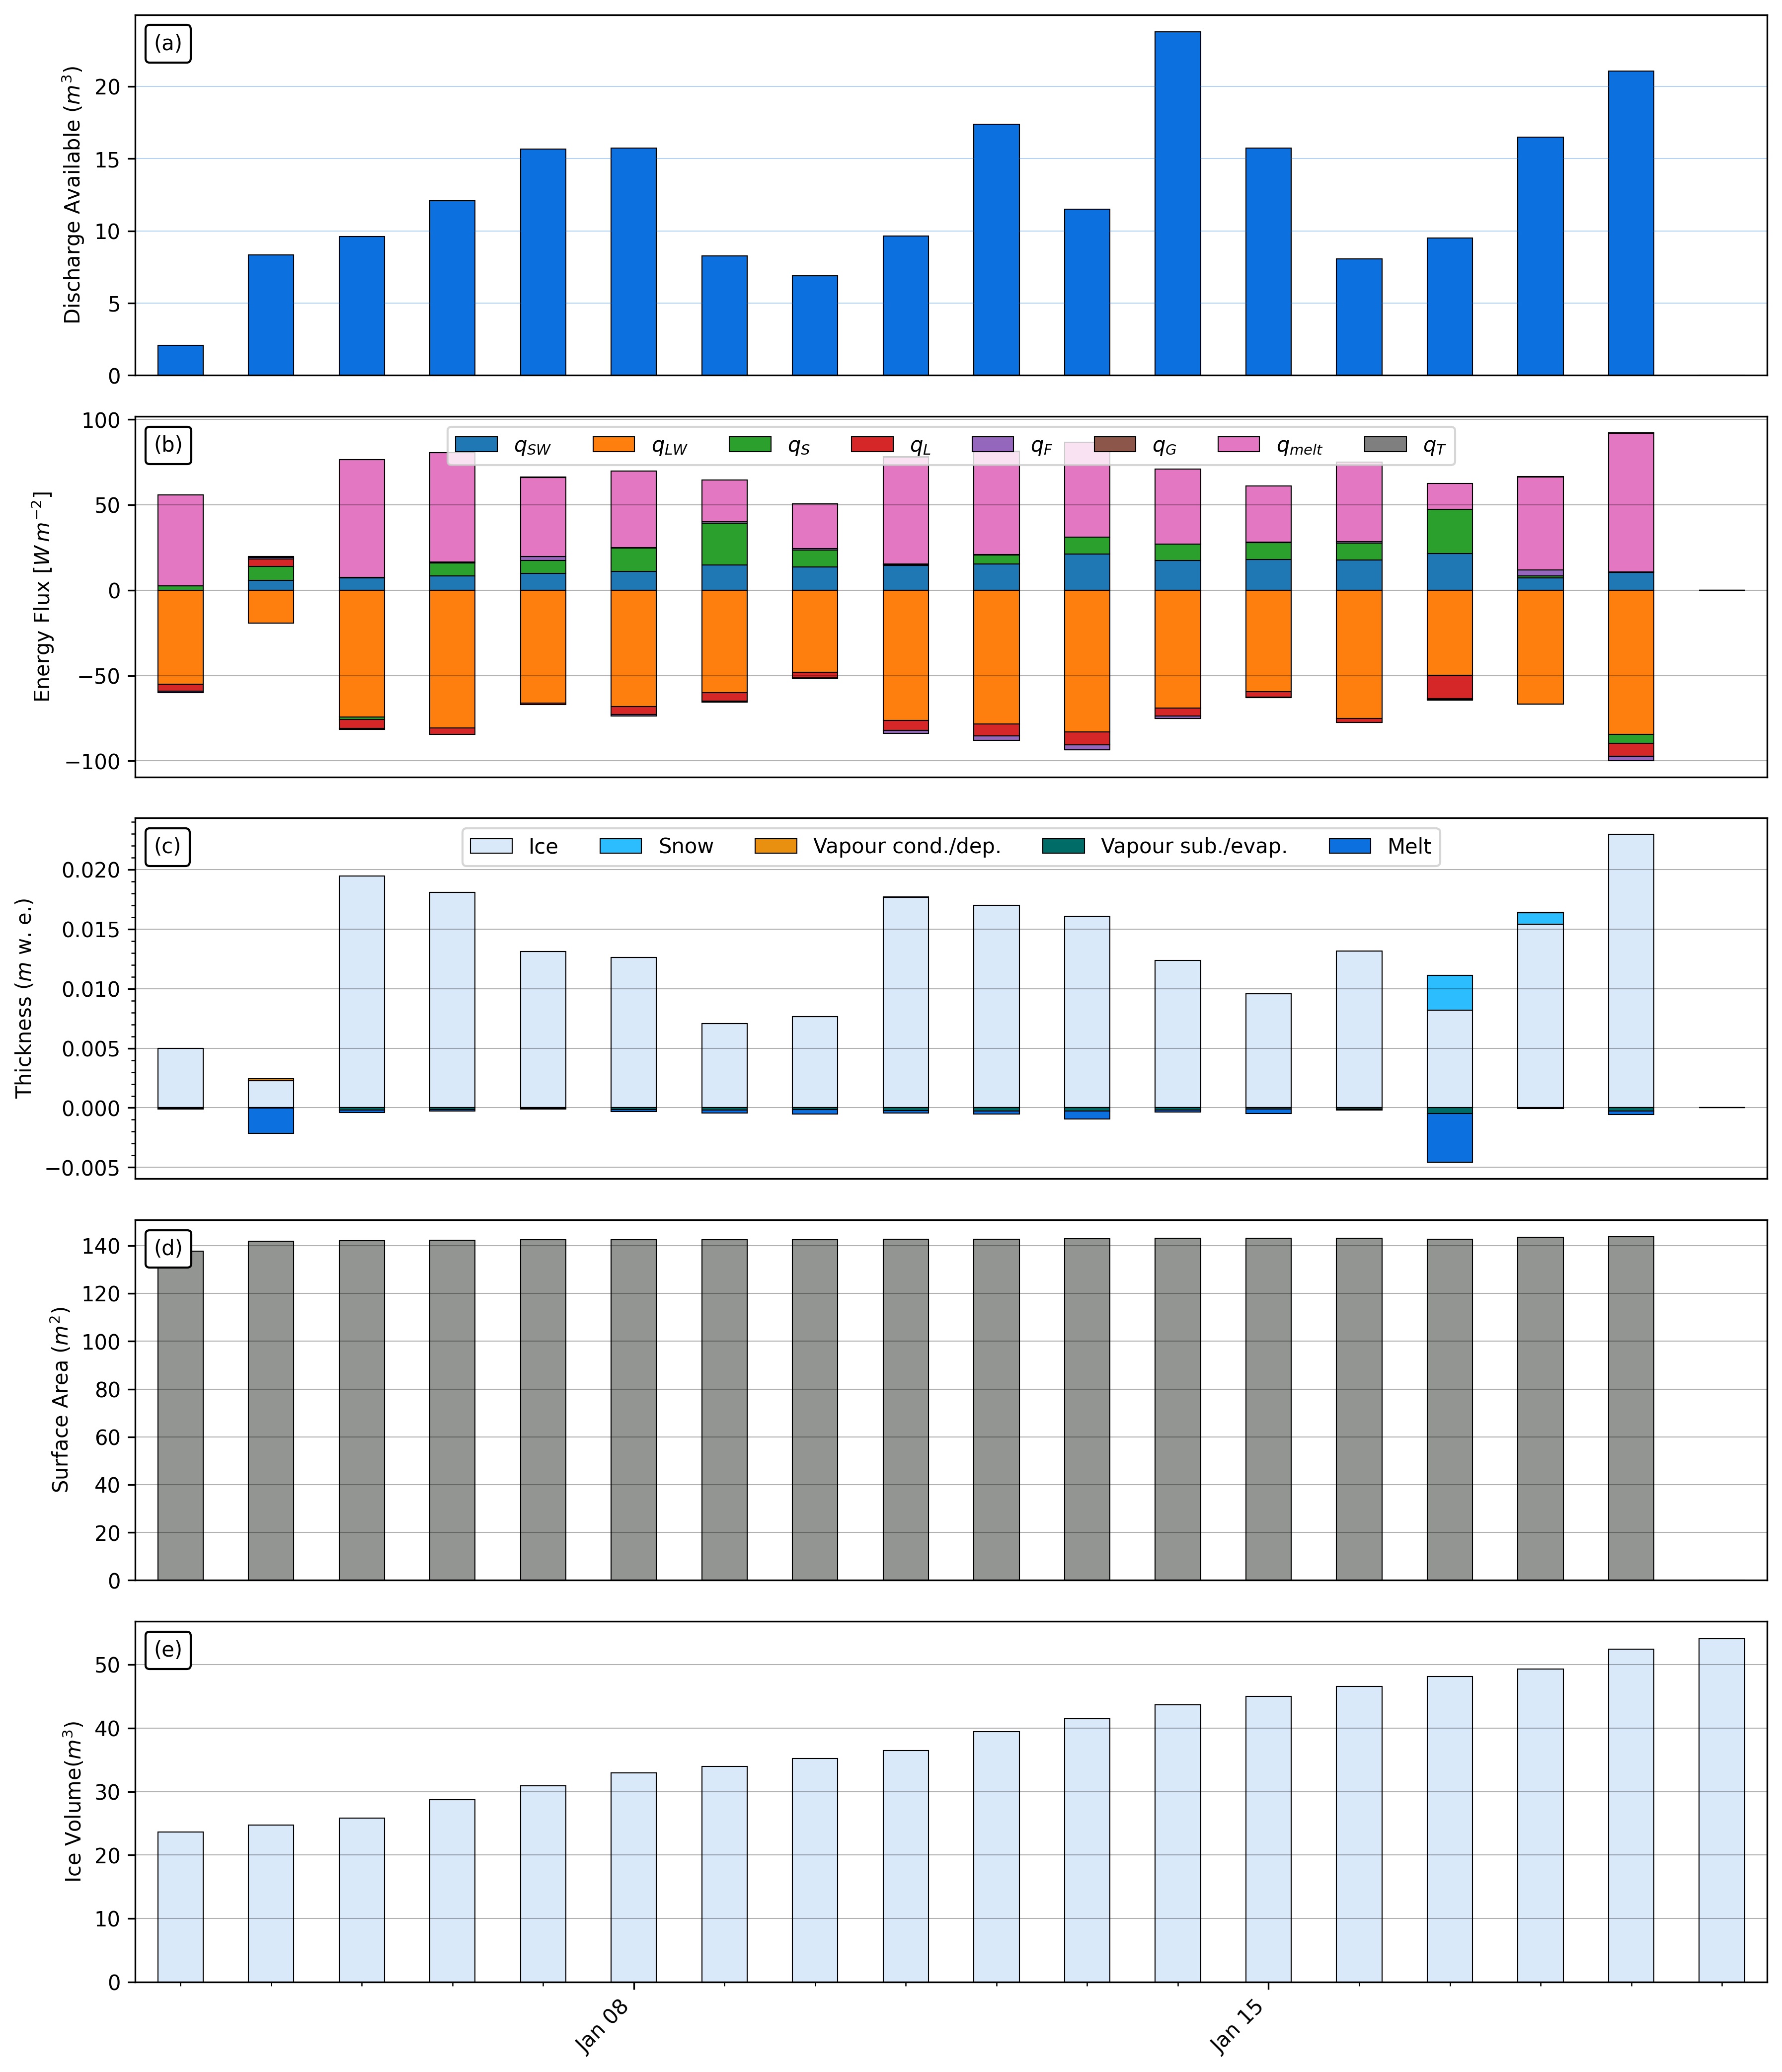 (a)
Discharge Available (m³)
20
15
10
5
0
(b)
q_SW q_LW q_S q_L q_F q_G q_melt q_T
Energy Flux [W m⁻²]
100
50
0
−50
−100
(c)
Ice Snow Vapour cond./dep. Vapour sub./evap. Melt
Thickness (m w. e.)
0.020
0.015
0.010
0.005
0.000
−0.005
(d)
Surface Area (m²)
140
120
100
80
60
40
20
0
(e)
Ice Volume(m³)
50
40
30
20
10
0
Jan 08
Jan 15